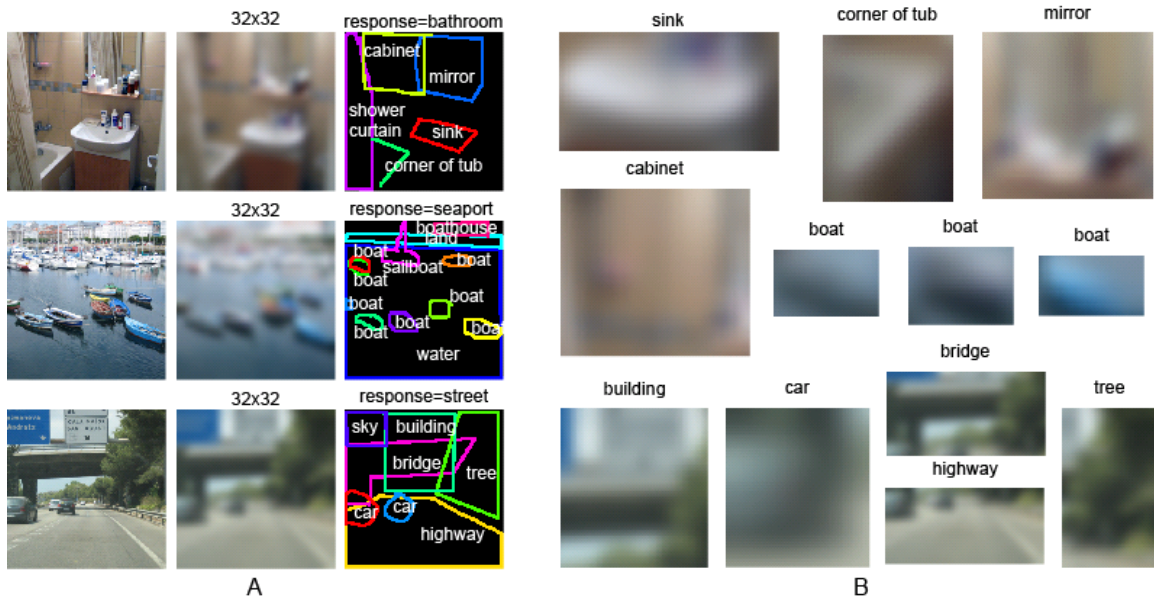 32x32
response=bathroom
cabinet
mirror
shower
curtain
sink
corner of tub
32x32
response=seaport
boathouse
land
boat
sailboat
boat
boat
boat
boat
boat
boat
boat
water
32x32
response=street
sky
building
bridge
tree
car
car
highway
A
sink
corner of tub
mirror
cabinet
boat
boat
boat
bridge
building
car
tree
highway
B